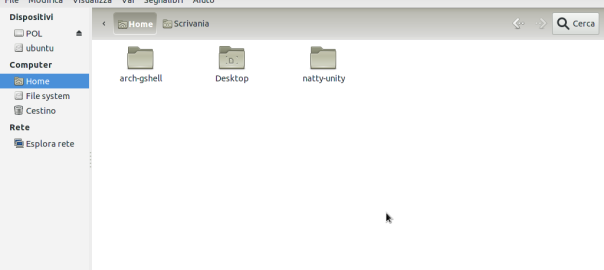 File Modifica Visualizza Vai Segnalibri Aiuto
Dispositivi
POL
ubuntu
Computer
Home
File system
Cestino
Rete
Esplora rete
Home Scrivania
Cerca
arch-gshell Desktop natty-unity